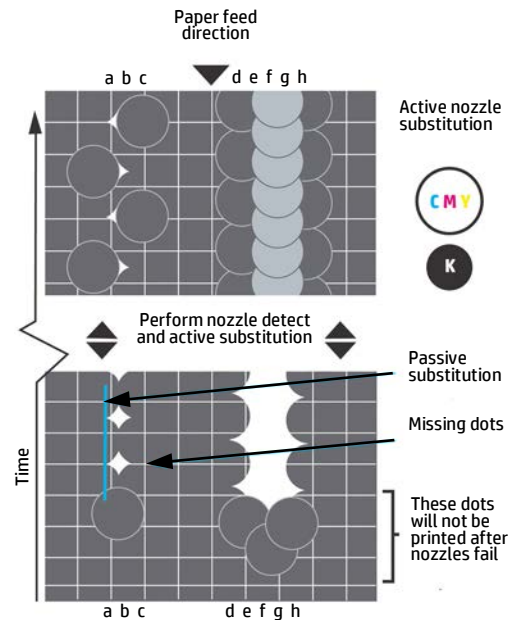 Paper feed
direction
a b c
d e f g h
Active nozzle
substitution
C M Y
K
Perform nozzle detect
and active substitution
Passive
substitution
Missing dots
Time
These dots
will not be
printed after
nozzles fail
a b c
d e f g h